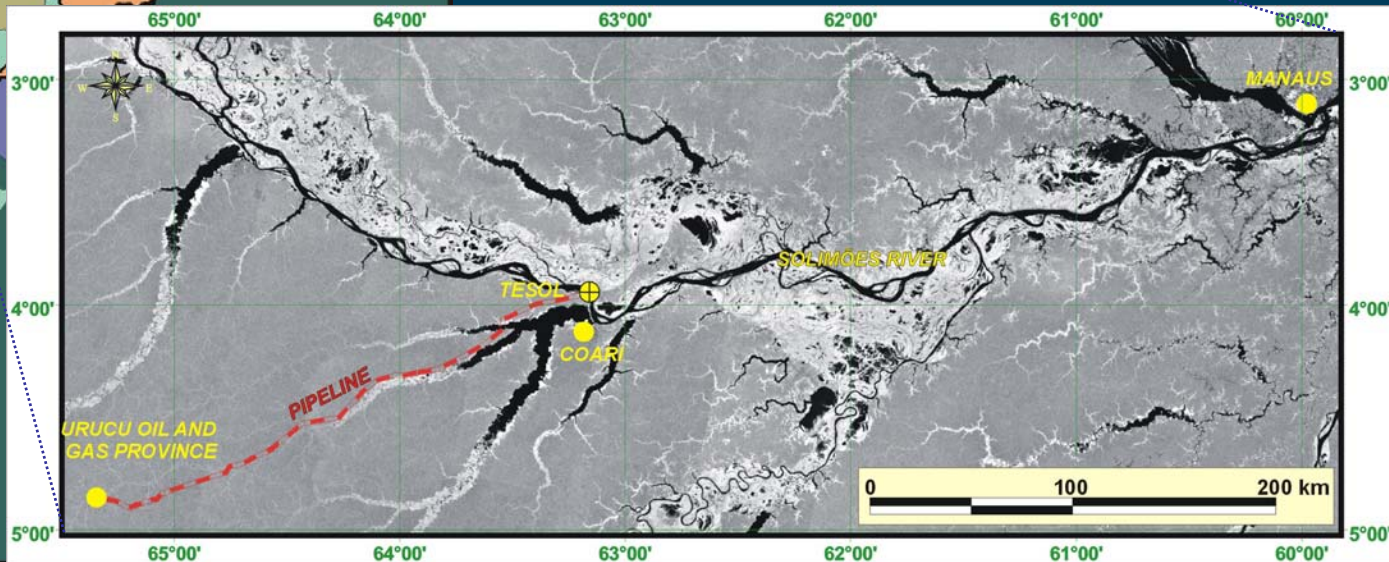 65°00' 64°00' 63°00' 62°00' 61°00' 60°00'
N
W E
S
3°00' 3°00'
MANAUS
SOLIMÕES RIVER
TESOL
4°00' 4°00'
COARI
PIPELINE
URUCU OIL AND
GAS PROVINCE
0 100 200 km
5°00' 5°00'
65°00' 64°00' 63°00' 62°00' 61°00' 60°00'